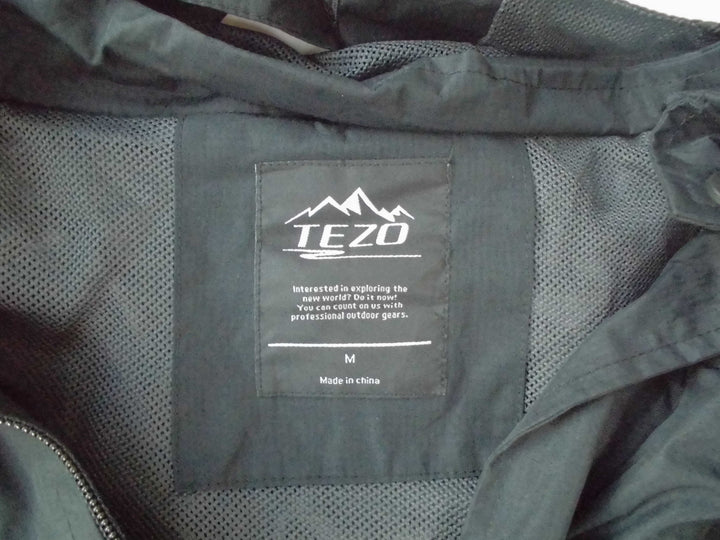 TEZO
Interested in exploring the
new world? Do it now!
You can count on us with
professional outdoor gears.
M
Made in china